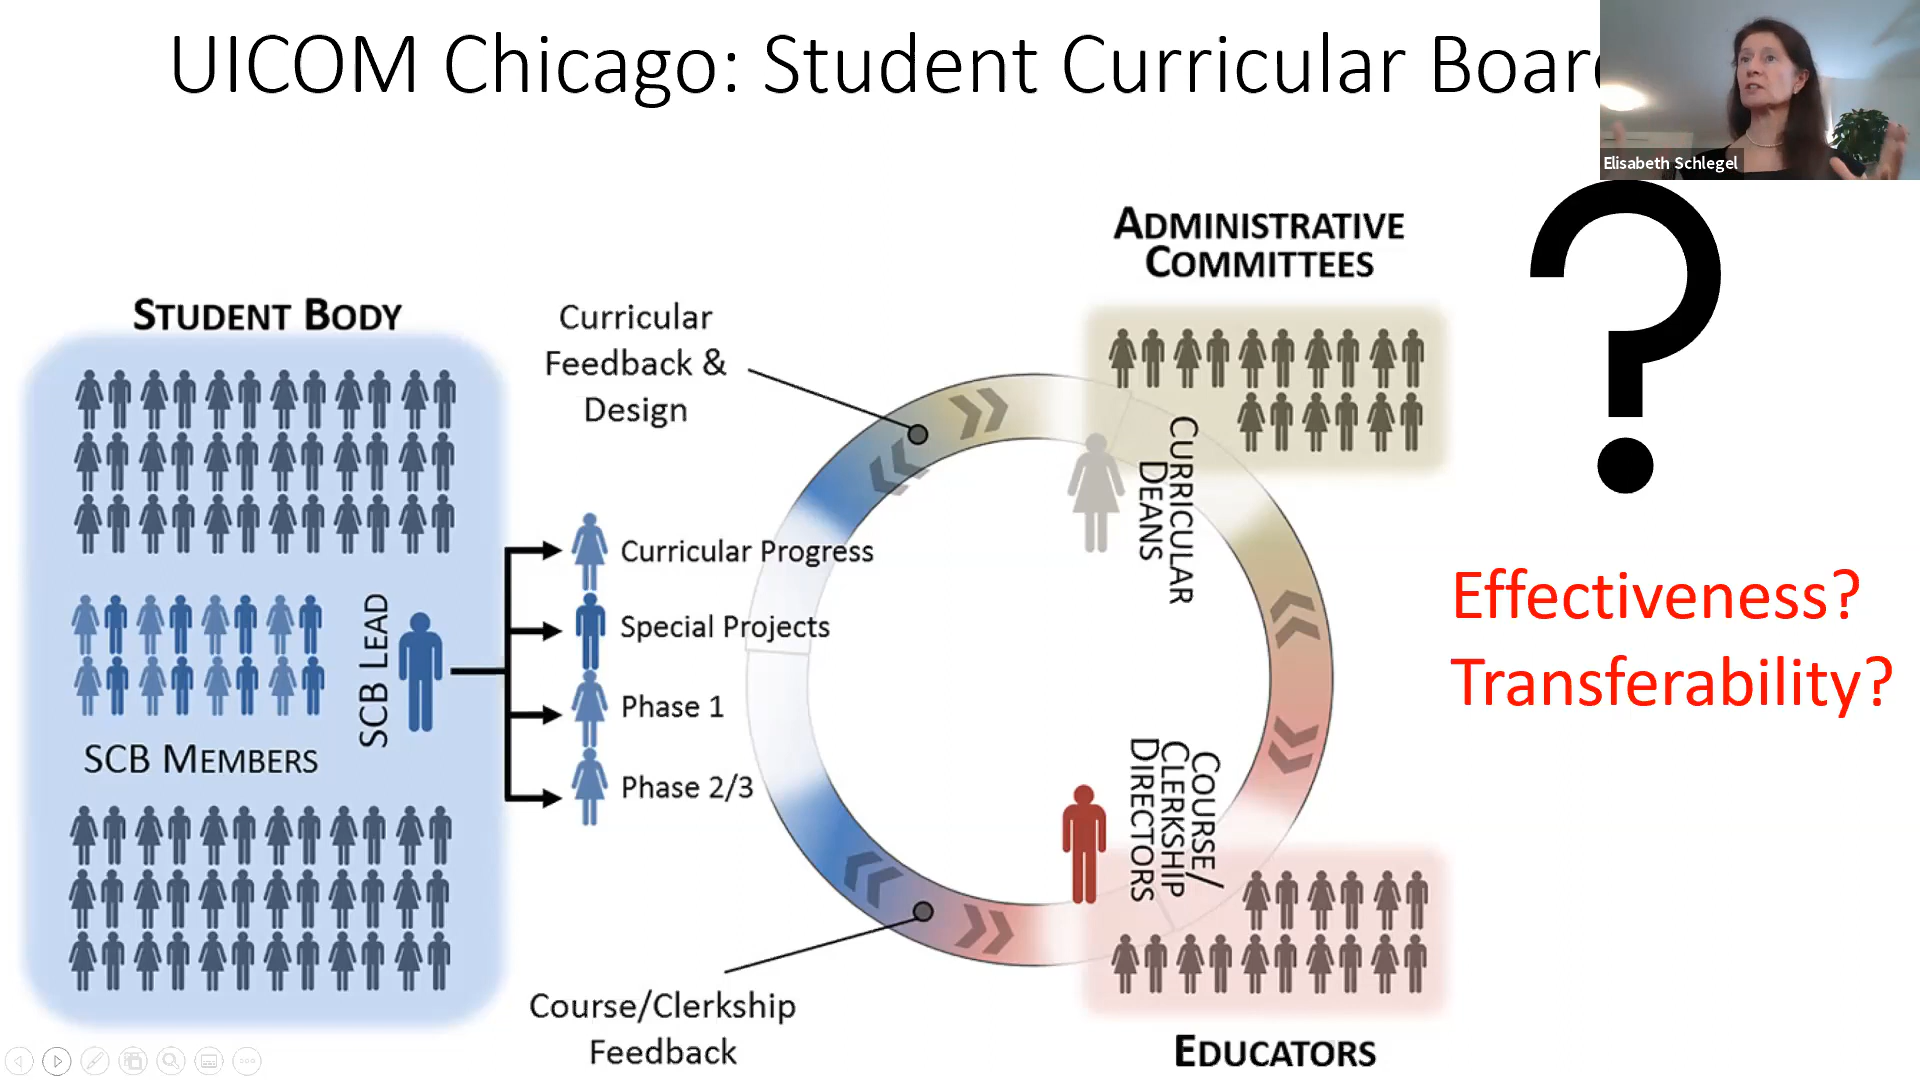 UICOM Chicago: Student Curricular Boar
Elisabeth Schlegel
ADMINISTRATIVE
COMMITTEES
?
STUDENT BODY
Curricular
Feedback &
Design
CURRICULAR
DEANS
Curricular Progress
Special Projects
Phase 1
Phase 2/3
SCB LEAD
SCB MEMBERS
Effectiveness?
Transferability?
COURSE/
CLERKSHIP
DIRECTORS
Course/Clerkship
Feedback
EDUCATORS